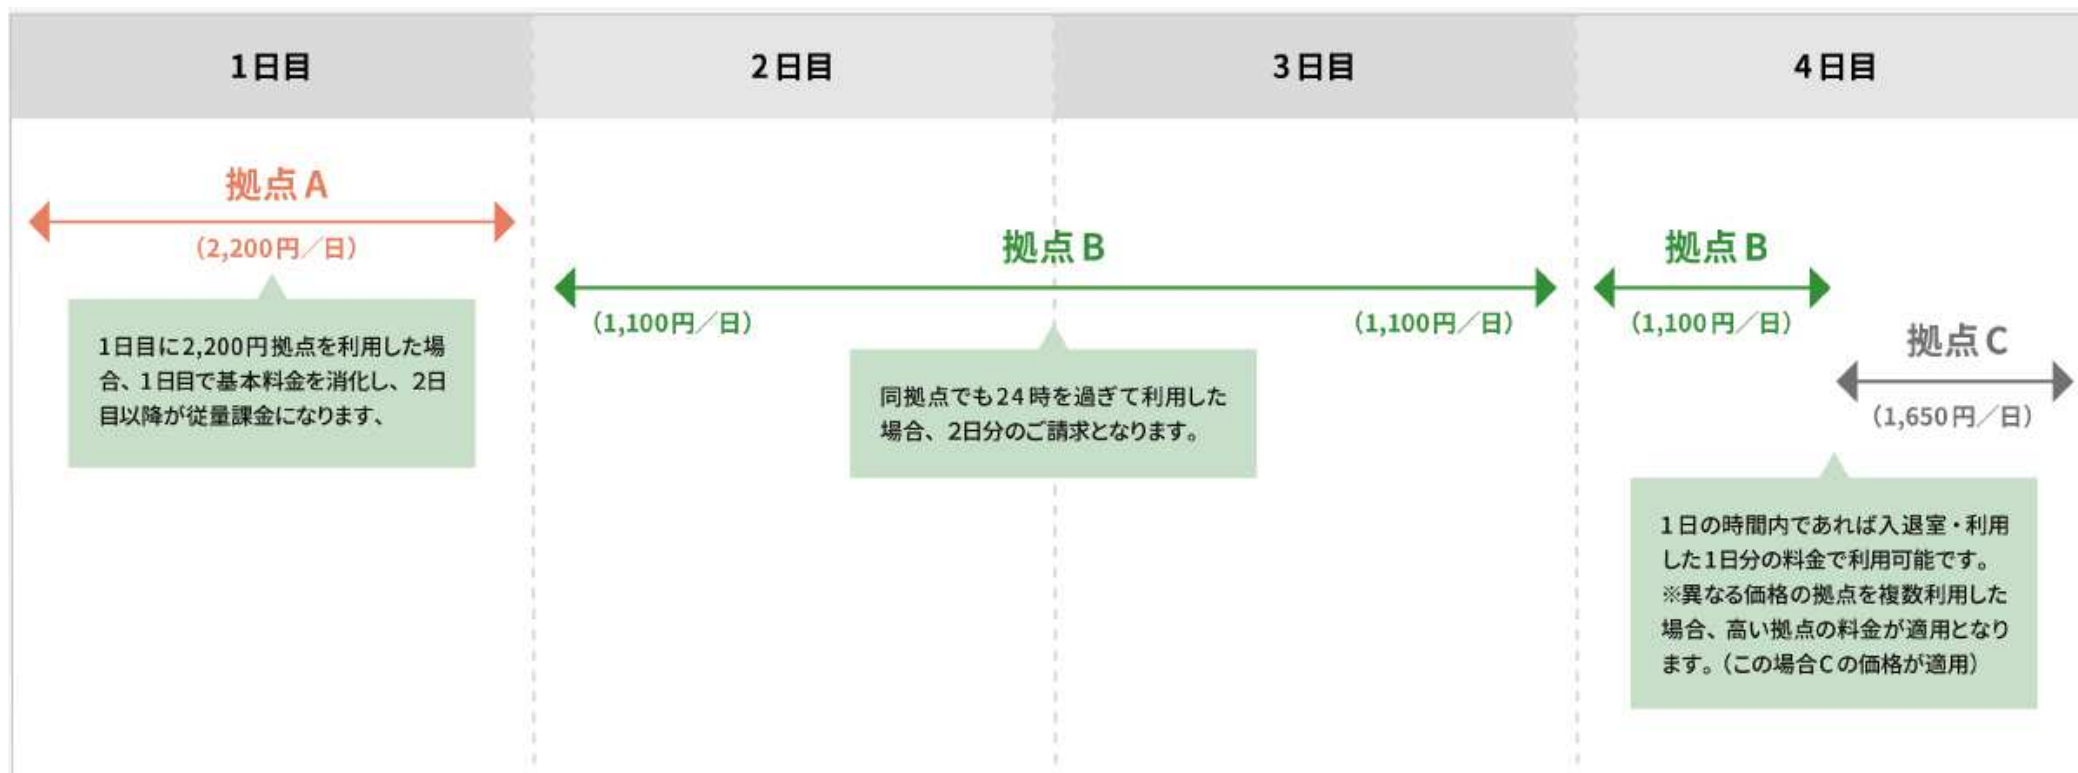 1日目
2日目
3日目
4日目
拠点A
(2,200円／日)
1日目に2,200円拠点を利用した場
合、1日目で基本料金を消化し、2日
目以降が従量課金になります、
拠点B
(1,100円／日)
(1,100円／日)
同拠点でも24時を過ぎて利用した
場合、2日分のご請求となります。
拠点B
(1,100円／日)
拠点C
(1,650円／日)
1日の時間内であれば入退室・利用
した1日分の料金で利用可能です。
※異なる価格の拠点を複数利用した
場合、高い拠点の料金が適用となり
ます。（この場合Cの価格が適用）